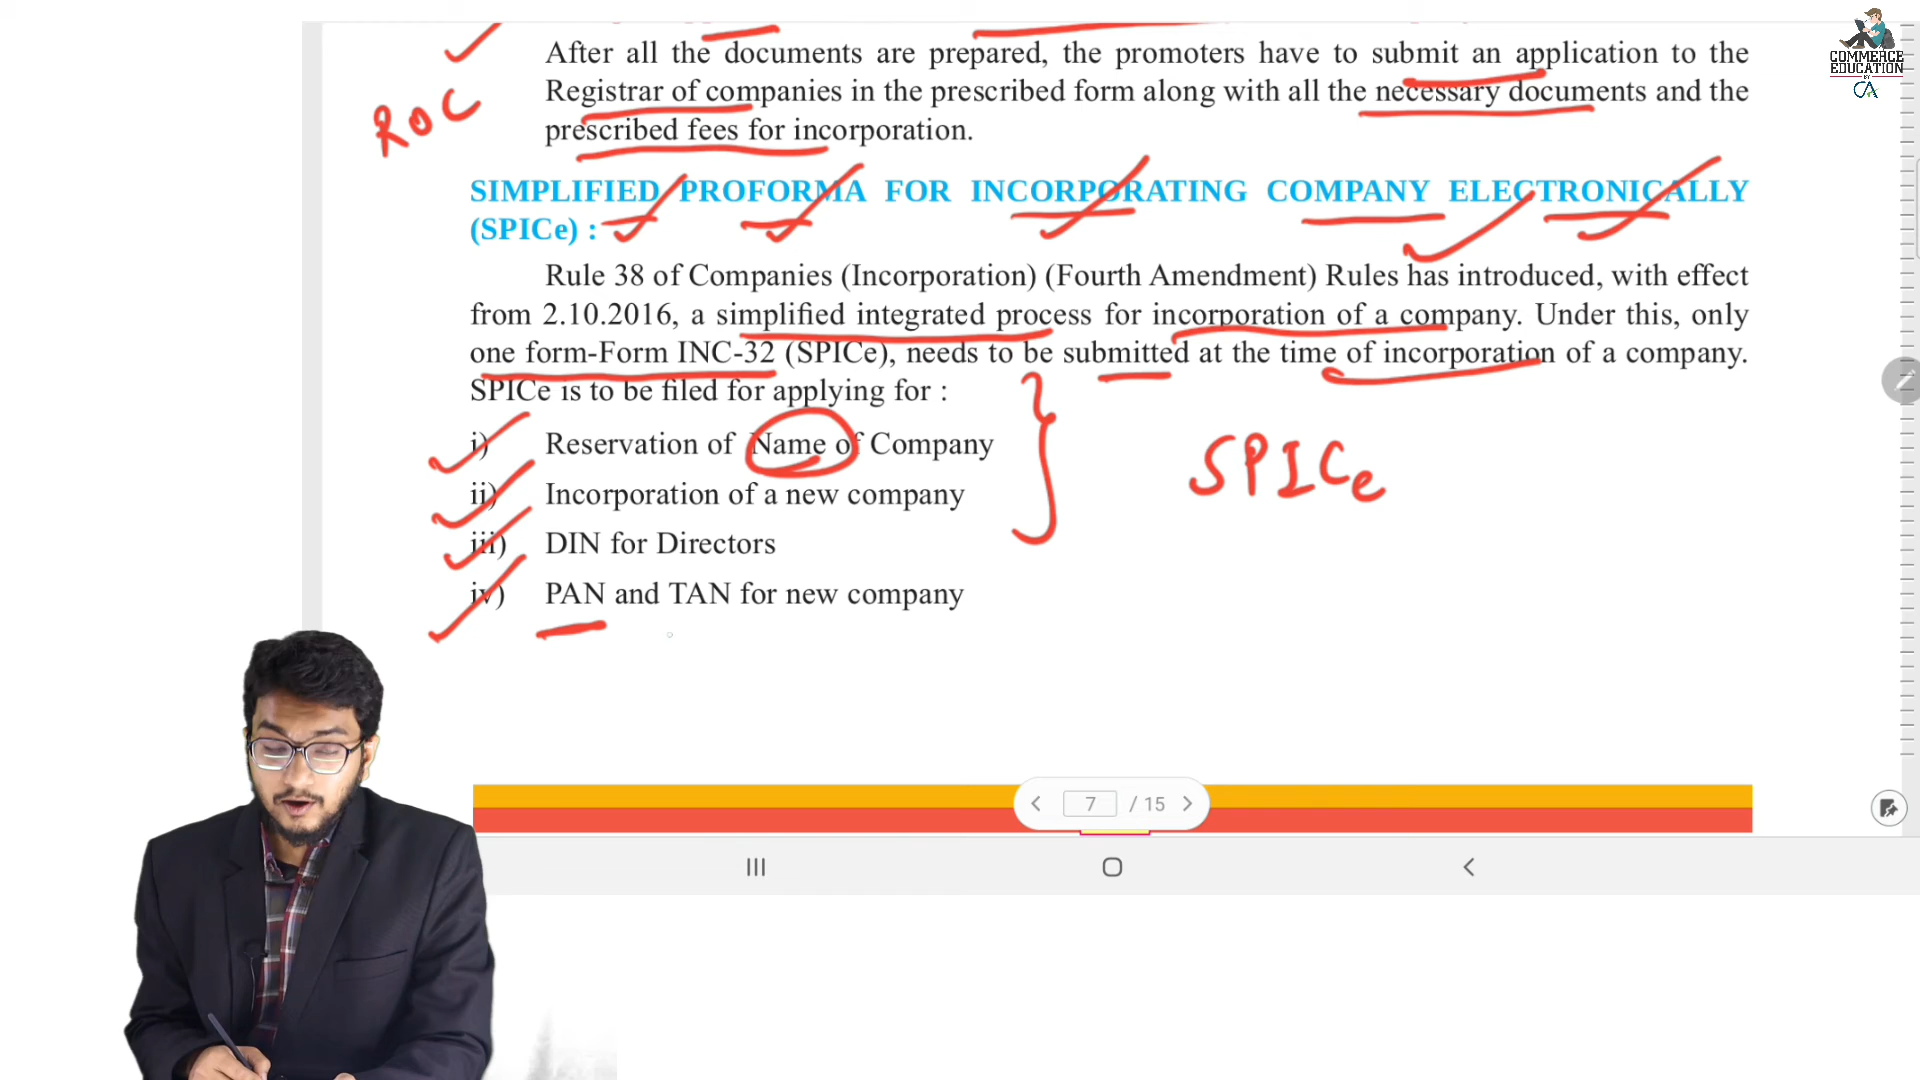 After all the documents are prepared, the promoters have to submit an application to the
Registrar of companies in the prescribed form along with all the necessary documents and the
prescribed fees for incorporation.
ROC
SIMPLIFIED PROFORMA FOR INCORPORATING COMPANY ELECTRONICALLY
(SPICe) :
Rule 38 of Companies (Incorporation) (Fourth Amendment) Rules has introduced, with effect
from 2.10.2016, a simplified integrated process for incorporation of a company. Under this, only
one form-Form INC-32 (SPICe), needs to be submitted at the time of incorporation of a company.
SPICe is to be filed for applying for :
i) Reservation of Name of Company
ii) Incorporation of a new company
iii) DIN for Directors
iv) PAN and TAN for new company
SPICe
7 / 15
COMMERCE
EDUCATION
BY
CA